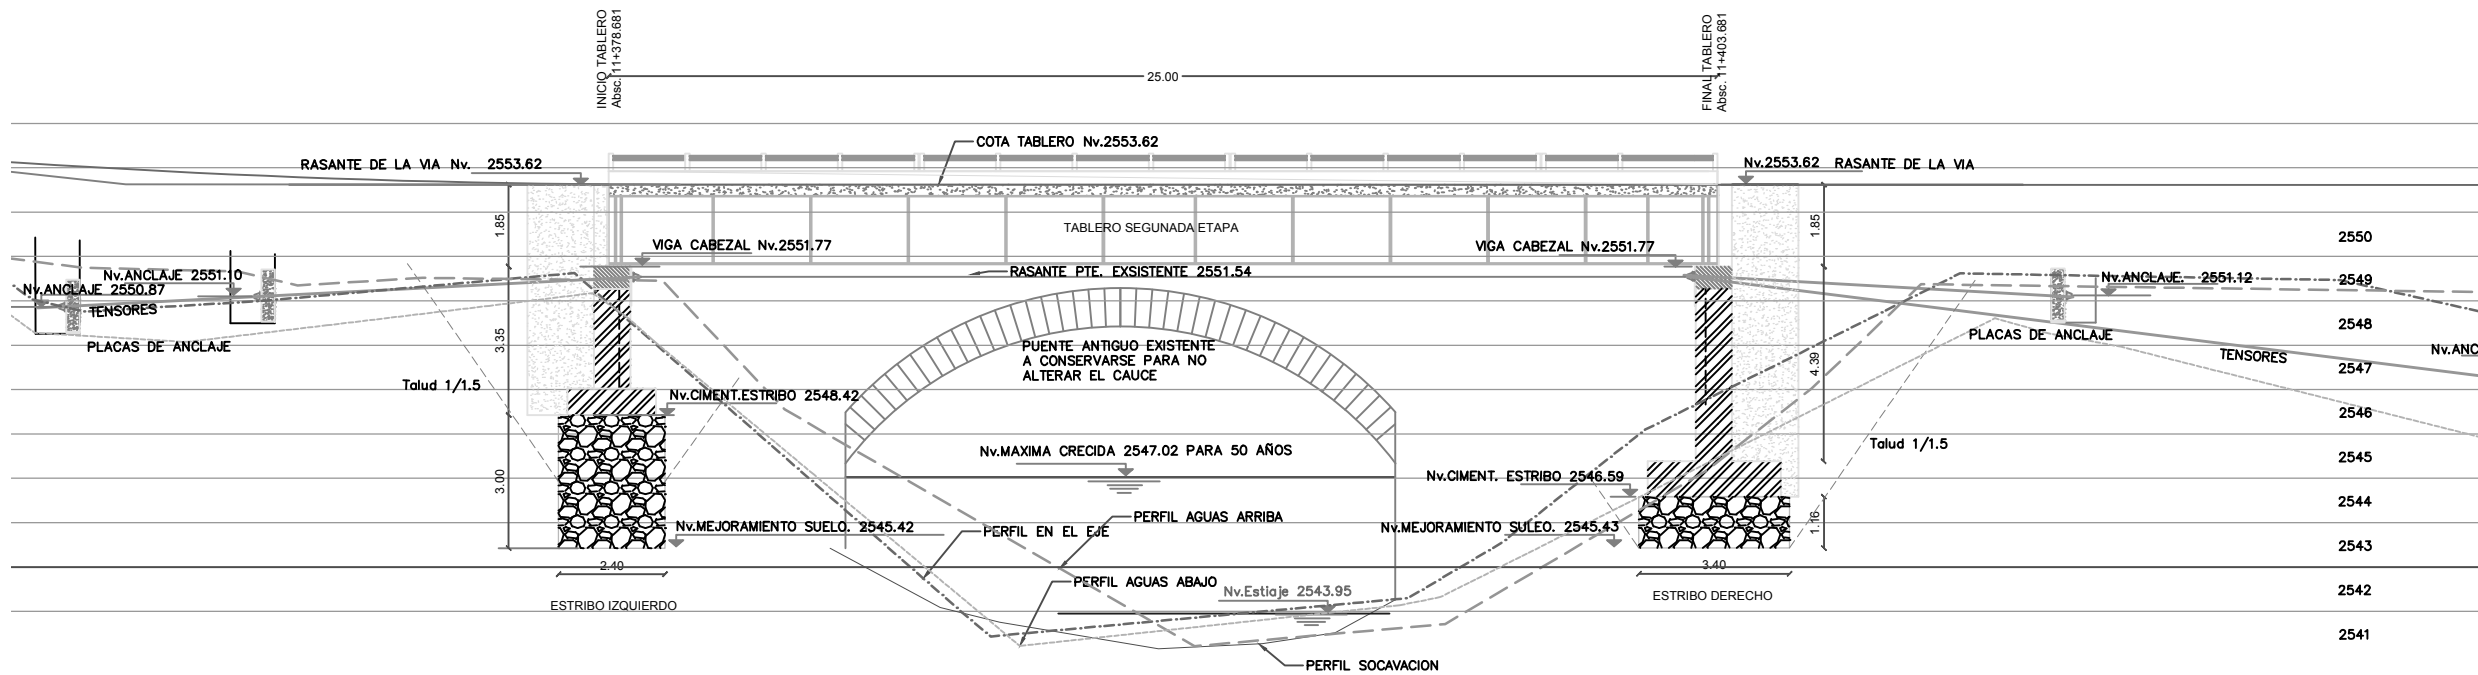 INICIO TABLERO
Absc. 11+378.681
FINAL TABLERO
Absc. 11+403.681
25.00
COTA TABLERO Nv.2553.62
RASANTE DE LA VIA Nv. 2553.62
Nv.2553.62 RASANTE DE LA VIA
1.85
1.85
TABLERO SEGUNADA ETAPA
2550
VIGA CABEZAL Nv.2551.77
VIGA CABEZAL Nv.2551.77
RASANTE PTE. EXSISTENTE 2551.54
Nv.ANCLAJE 2551.10
Nv.ANCLAJE 2550.87
Nv.ANCLAJE. 2551.12
2549
TENSORES
2548
PLACAS DE ANCLAJE
PLACAS DE ANCLAJE
3.35
PUENTE ANTIGUO EXISTENTE
A CONSERVARSE PARA NO
ALTERAR EL CAUCE
4.39
TENSORES
Nv.ANC
2547
Talud 1/1.5
Nv.CIMENT.ESTRIBO 2548.42
2546
Talud 1/1.5
Nv.MAXIMA CRECIDA 2547.02 PARA 50 AÑOS
2545
3.00
Nv.CIMENT. ESTRIBO 2546.59
2544
PERFIL AGUAS ARRIBA
Nv.MEJORAMIENTO SUELO. 2545.42
PERFIL EN EL EJE
Nv.MEJORAMIENTO SULEO. 2545.43
1.16
2543
2.40
3.40
PERFIL AGUAS ABAJO
Nv.Estiaje 2543.95
2542
ESTRIBO IZQUIERDO
ESTRIBO DERECHO
2541
PERFIL SOCAVACION